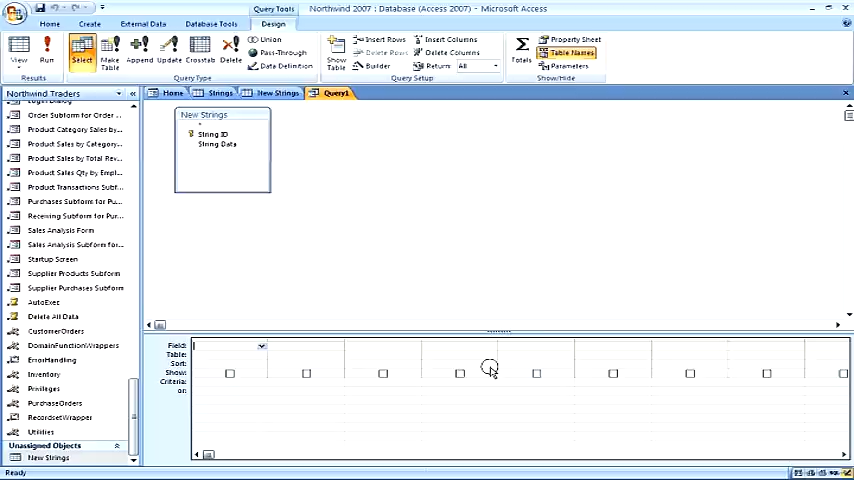 Query Tools
Northwind 2007 : Database (Access 2007) - Microsoft Access
Home Create External Data Database Tools Design
View Run Select Make Table Append Update Crosstab Delete
Union
Pass-Through
Data Definition
Show Table
Insert Rows Insert Columns
Delete Rows Delete Columns
Builder Return: All
Totals
Property Sheet
Table Names
Parameters
Results Query Type Query Setup Show/Hide
Northwind Traders
Home Strings New Strings Query1
Login Dialog
Order Subform for Order ...
Product Category Sales by...
Product Sales by Category...
Product Sales by Total Rev...
Product Sales Qty by Empl...
Product Transactions Subf...
Purchases Subform for Pur...
Receiving Subform for Pur...
Sales Analysis Form
Sales Analysis Subform for...
Startup Screen
Supplier Products Subform
Supplier Purchases Subform
AutoExec
Delete All Data
CustomerOrders
DomainFunctionWrappers
ErrorHandling
Inventory
Privileges
PurchaseOrders
RecordsetWrapper
Utilities
Unassigned Objects
New Strings
New Strings
*
String ID
String Data
Field:
Table:
Sort:
Show:
Criteria:
or:
Ready